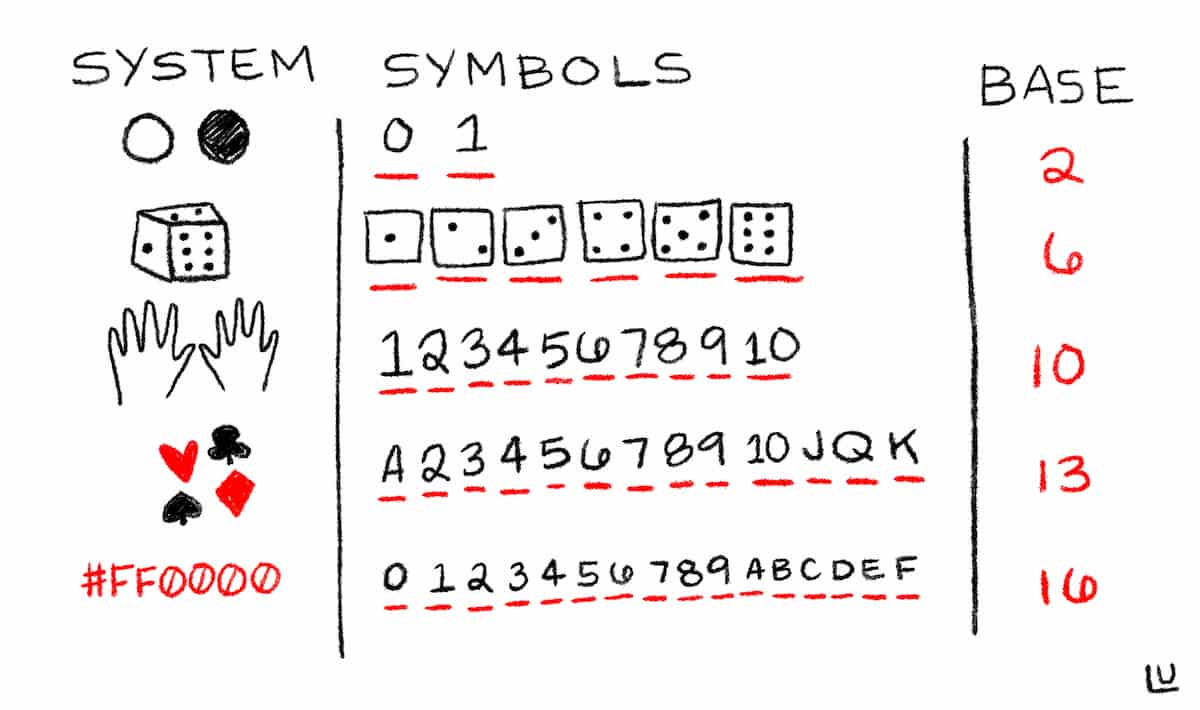 SYSTEM SYMBOLS BASE
0 1 2
6
1 2 3 4 5 6 7 8 9 10 10
A 2 3 4 5 6 7 8 9 10 J Q K 13
#FF0000 0 1 2 3 4 5 6 7 8 9 A B C D E F 16
LU